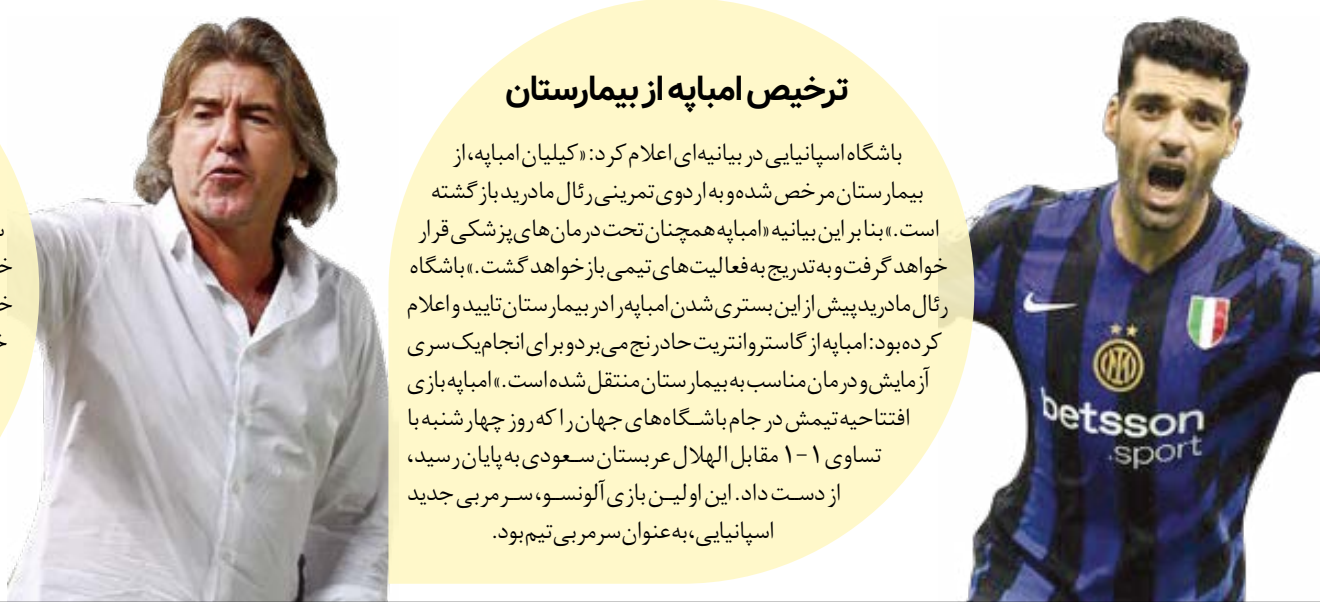 ترخیص امباپه از بیمارستان
باشگاه اسپانیایی در بیانیه‌ای اعلام کرد: «کیلیان امباپه، از
بیمارستان مرخص شده و به اردوی تمرینی رئال مادرید بازگشته
است.» بنابر این بیانیه «امباپه همچنان تحت درمان‌های پزشکی قرار
خواهد گرفت و به تدریج به فعالیت‌های تیمی بازخواهد گشت.» باشگاه
رئال مادرید پیش از این بستری شدن امباپه را در بیمارستان تایید و اعلام
کرده بود: امباپه از گاستروانتریت حاد رنج می‌برد و برای انجام یک سری
آزمایش و درمان مناسب به بیمارستان منتقل شده است.» امباپه بازی
افتتاحیه تیمش در جام باشگاه‌های جهان را که روز چهارشنبه با
تساوی ۱-۱ مقابل الهلال عربستان سعودی به پایان رسید،
از دست داد. این اولین بازی آلونسو، سرمربی جدید
اسپانیایی، به عنوان سرمربی تیم بود.
betsson
.sport